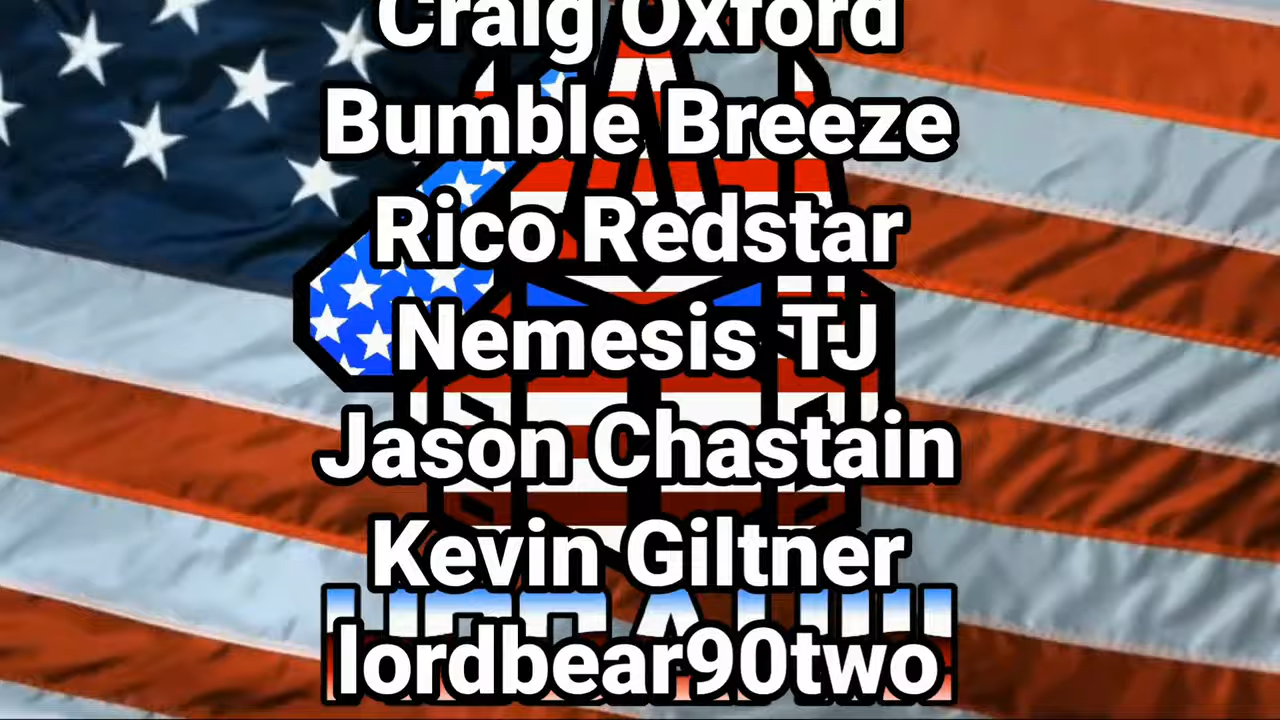 Craig Oxford
Bumble Breeze
Rico Redstar
Nemesis TJ
Jason Chastain
Kevin Giltner
lordbear90two